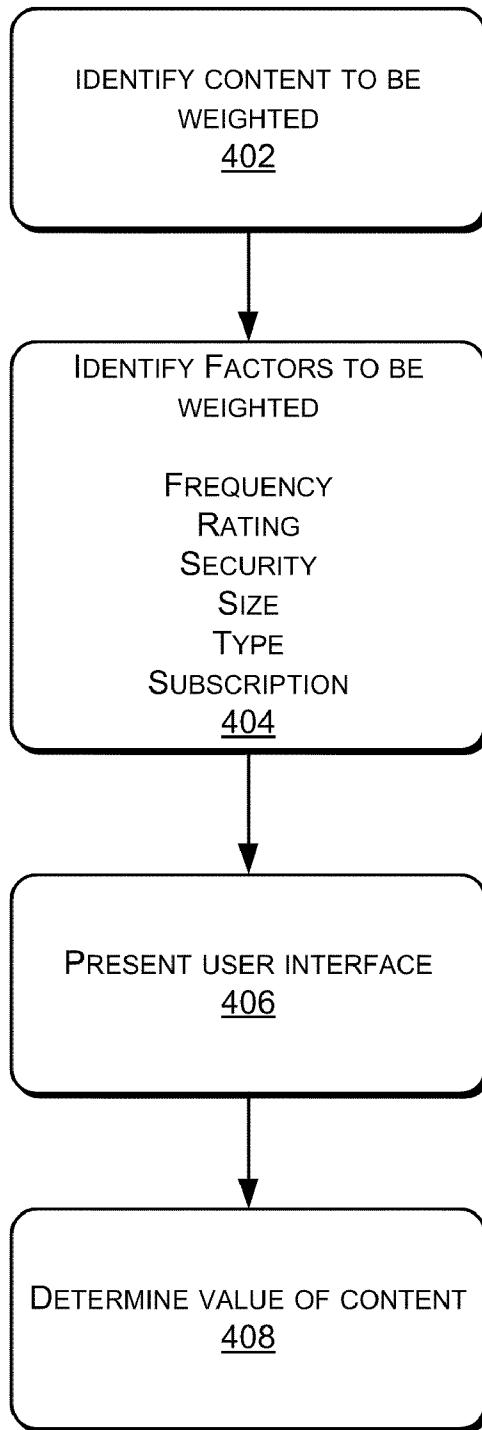 IDENTIFY CONTENT TO BE
WEIGHTED
402
IDENTIFY FACTORS TO BE
WEIGHTED
FREQUENCY
RATING
SECURITY
SIZE
TYPE
SUBSCRIPTION
404
PRESENT USER INTERFACE
406
DETERMINE VALUE OF CONTENT
408